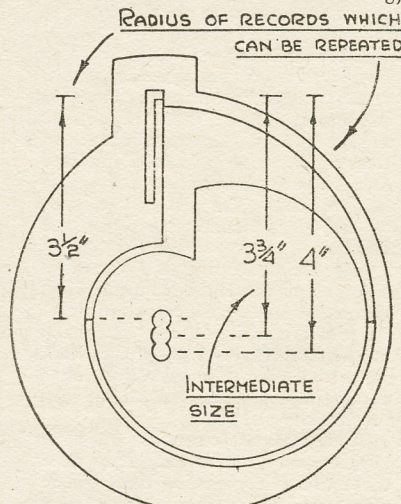 RADIUS OF RECORDS WHICH
CAN BE REPEATED
3½" 3¾" 4"
INTERMEDIATE
SIZE